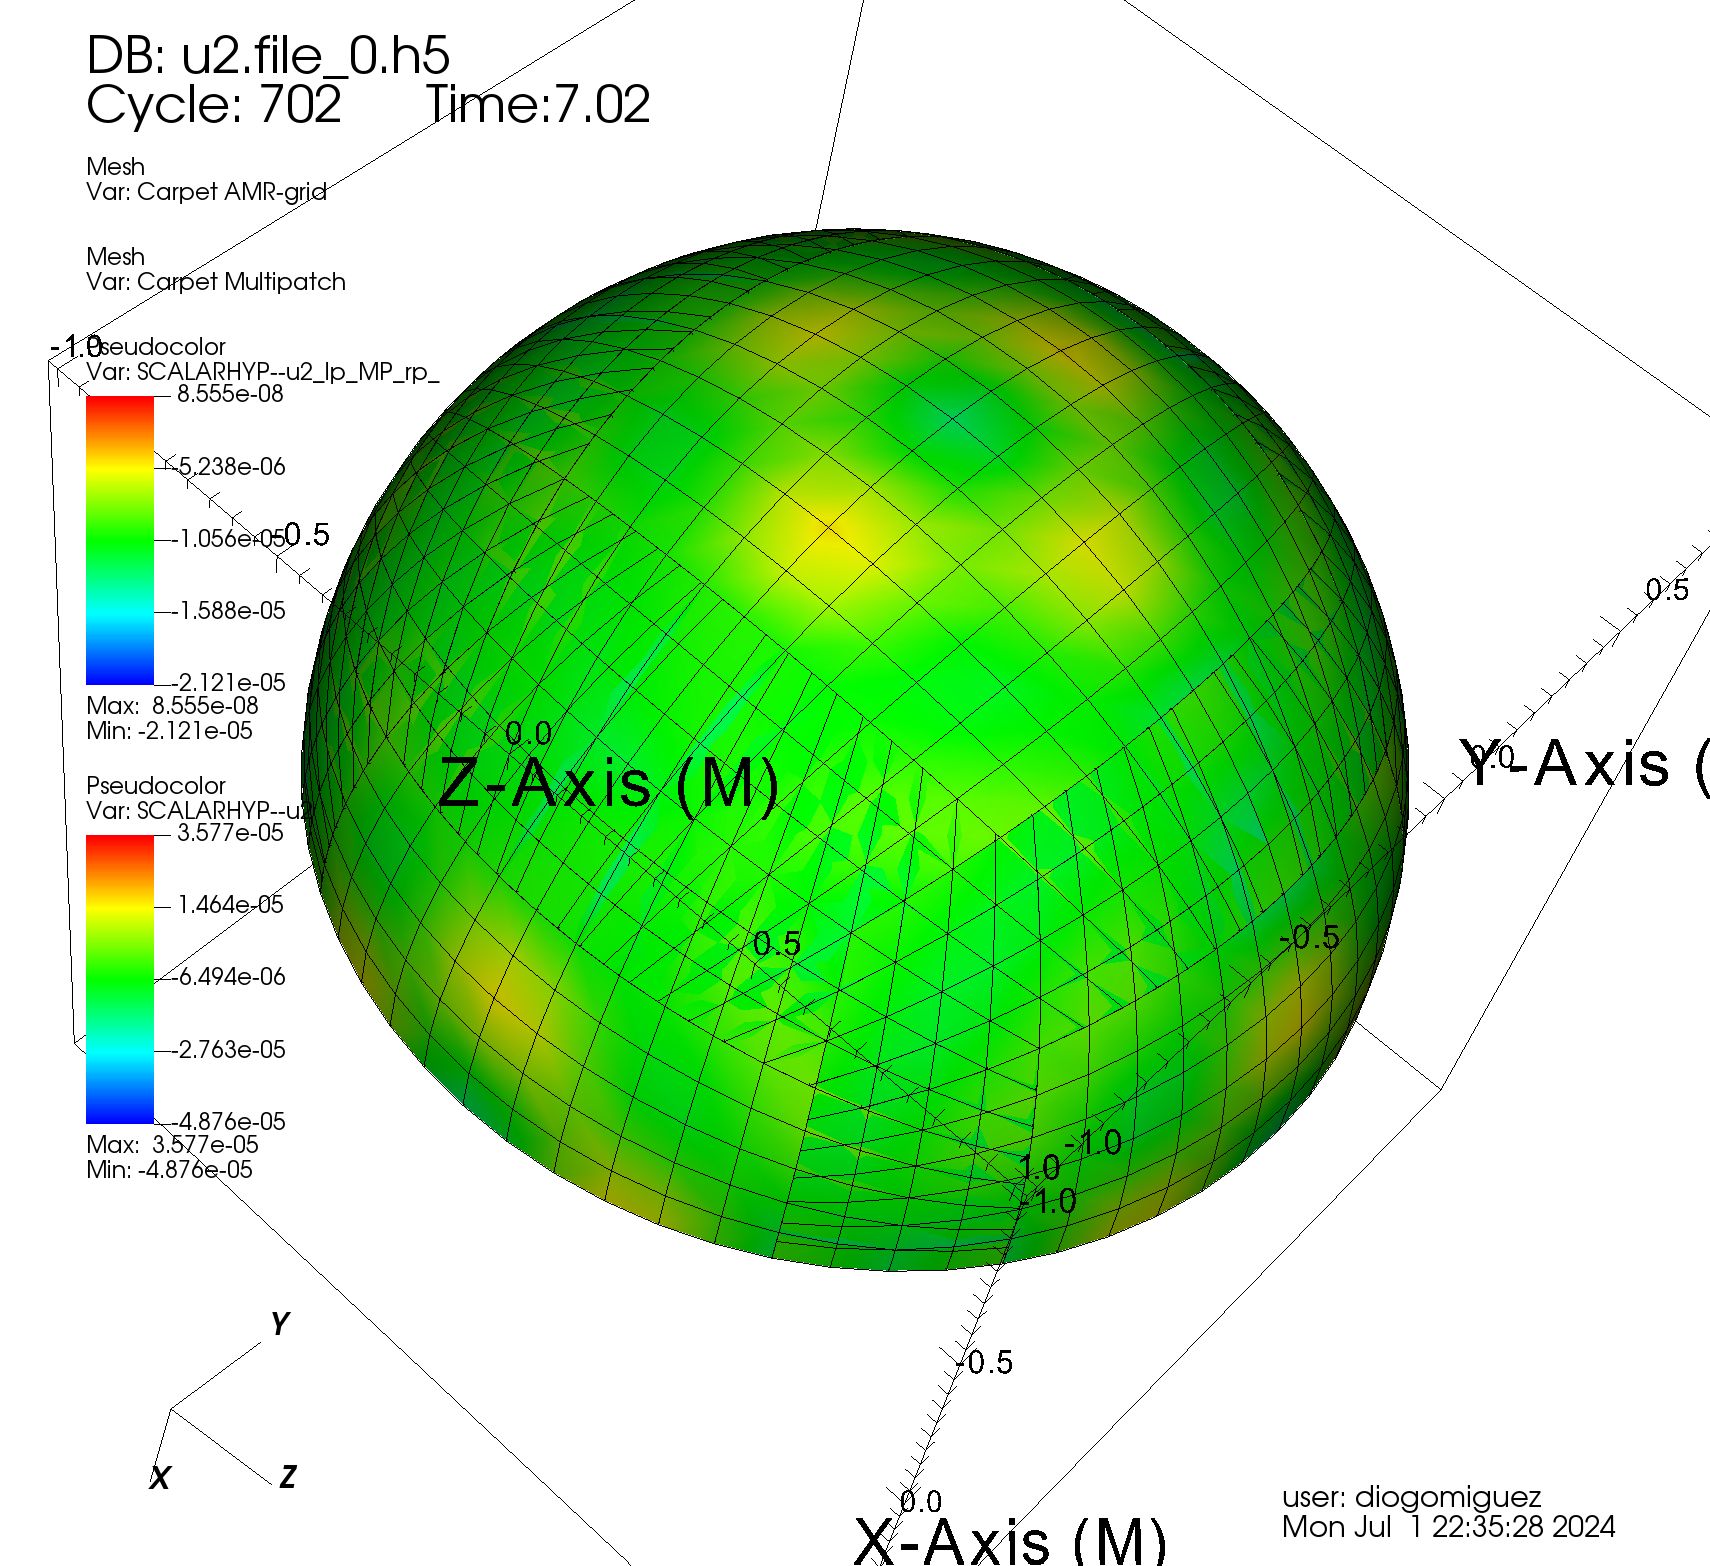 DB: u2.file_0.h5
Cycle: 702 Time:7.02
Mesh
Var: Carpet AMR-grid
Mesh
Var: Carpet Multipatch
-1.0
Pseudocolor
Var: SCALARHYP--u2_lp_MP_rp_
8.555e-08
-5.238e-06
-1.056e-05
-1.588e-05
-2.121e-05
Max: 8.555e-08
Min: -2.121e-05
Pseudocolor
Var: SCALARHYP--u2
3.577e-05
1.464e-05
-6.494e-06
-2.763e-05
-4.876e-05
Max: 3.577e-05
Min: -4.876e-05
-0.5
0.0
Z-Axis (M)
0.5
1.0
0.5
0.0
Y-Axis (
-0.5
-1.0
-1.0
-0.5
0.0
X-Axis (M)
Y
X
Z
user: diogomiguez
Mon Jul 1 22:35:28 2024